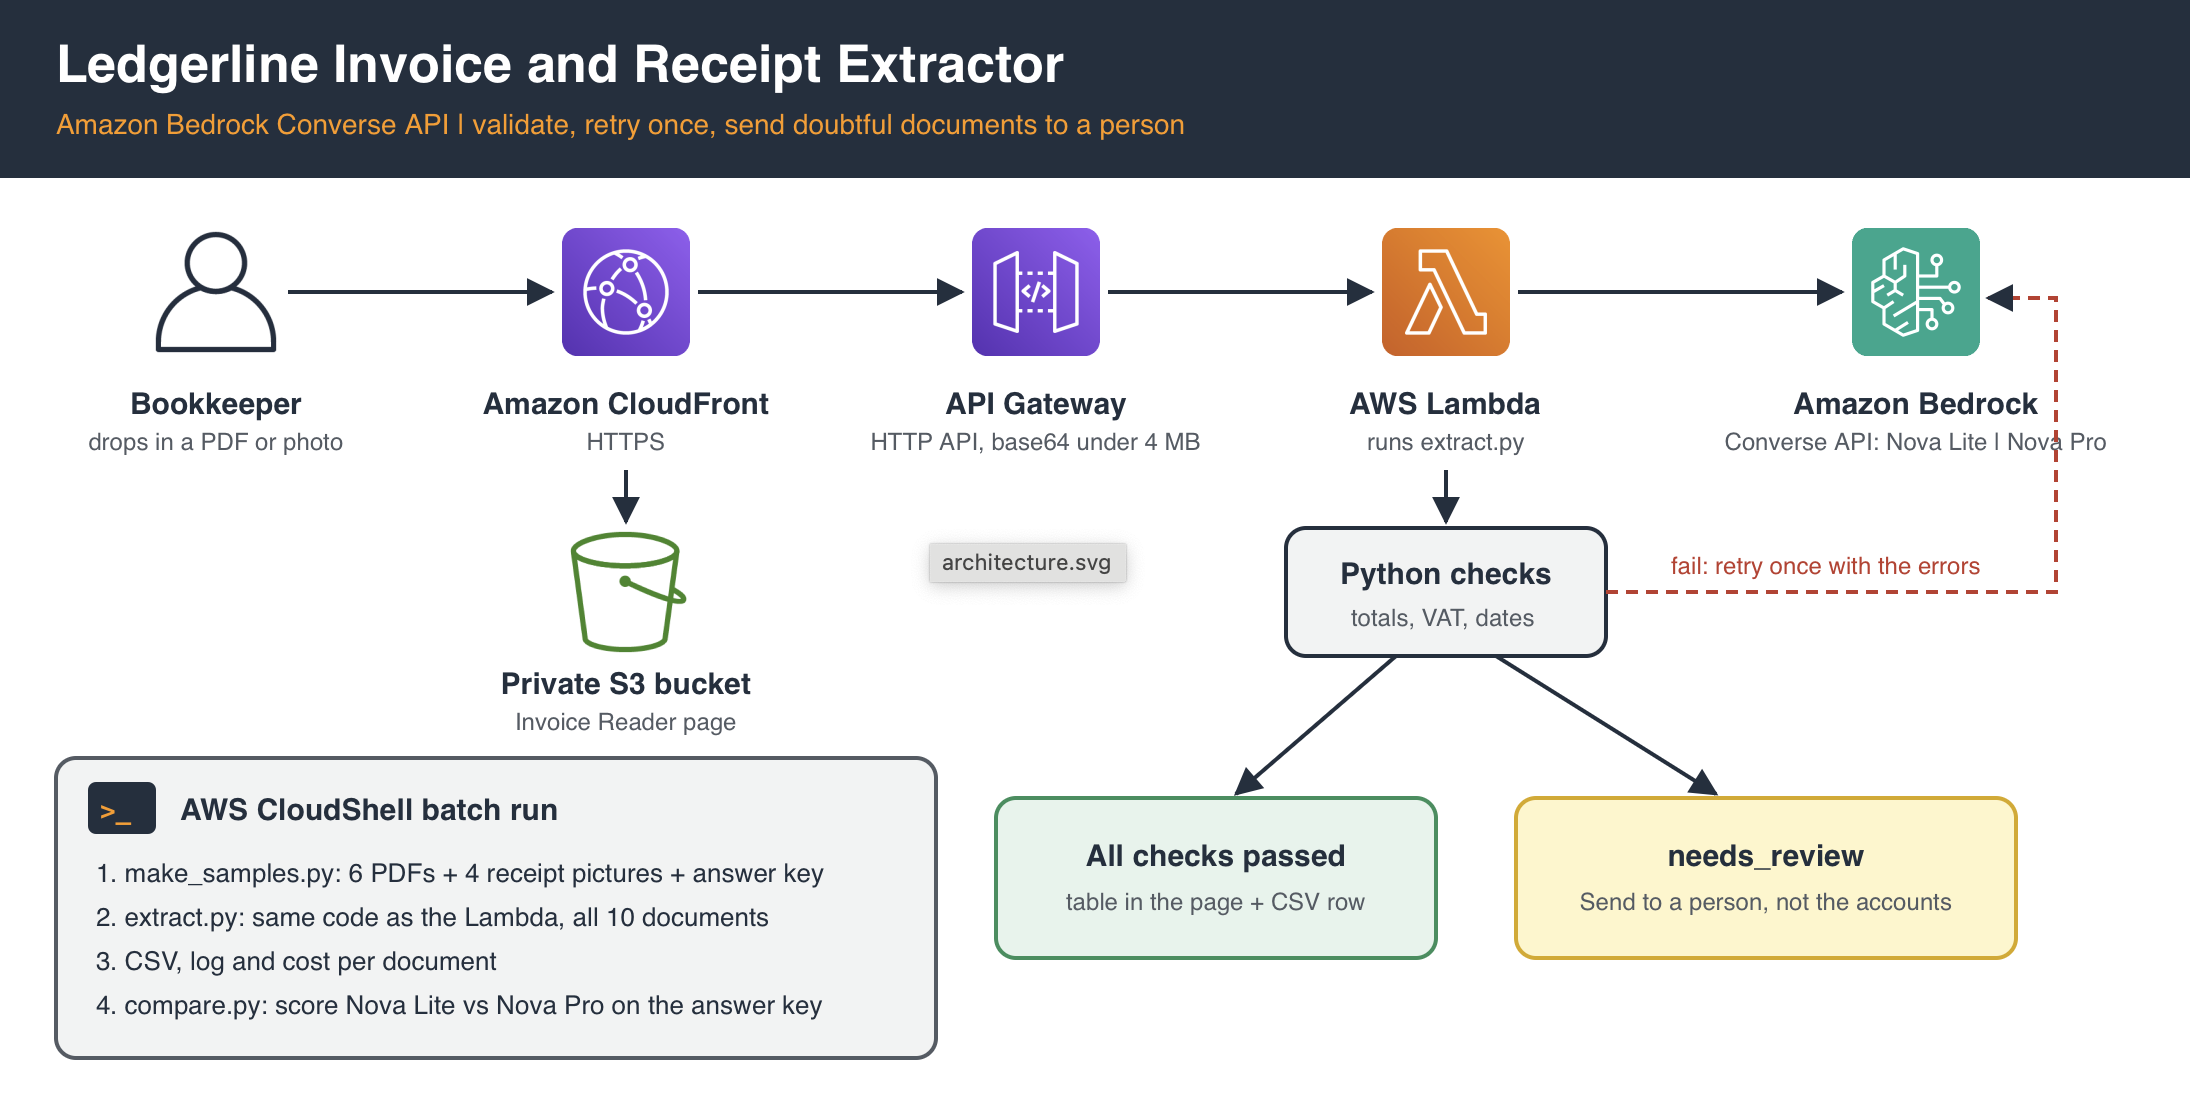 Ledgerline Invoice and Receipt Extractor
Amazon Bedrock Converse API | validate, retry once, send doubtful documents to a person
Bookkeeper
drops in a PDF or photo
Amazon CloudFront
HTTPS
API Gateway
HTTP API, base64 under 4 MB
AWS Lambda
runs extract.py
Amazon Bedrock
Converse API: Nova Lite | Nova Pro
architecture.svg
Python checks
totals, VAT, dates
fail: retry once with the errors
Private S3 bucket
Invoice Reader page
>_ AWS CloudShell batch run
1. make_samples.py: 6 PDFs + 4 receipt pictures + answer key
2. extract.py: same code as the Lambda, all 10 documents
3. CSV, log and cost per document
4. compare.py: score Nova Lite vs Nova Pro on the answer key
All checks passed
table in the page + CSV row
needs_review
Send to a person, not the accounts